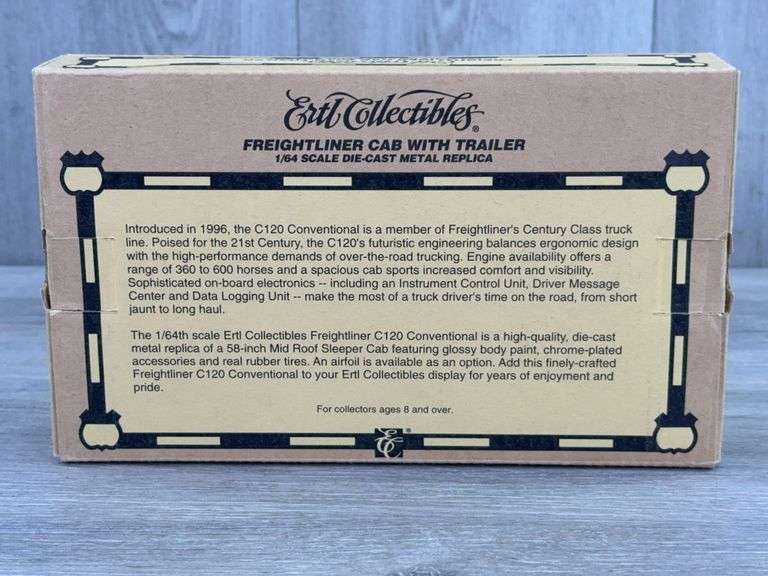 Ertl Collectibles®
FREIGHTLINER CAB WITH TRAILER
1/64 SCALE DIE-CAST METAL REPLICA
Introduced in 1996, the C120 Conventional is a member of Freightliner's Century Class truck
line. Poised for the 21st Century, the C120's futuristic engineering balances ergonomic design
with the high-performance demands of over-the-road trucking. Engine availability offers a
range of 360 to 600 horses and a spacious cab sports increased comfort and visibility.
Sophisticated on-board electronics -- including an Instrument Control Unit, Driver Message
Center and Data Logging Unit -- make the most of a truck driver's time on the road, from short
jaunt to long haul.
The 1/64th scale Ertl Collectibles Freightliner C120 Conventional is a high-quality, die-cast
metal replica of a 58-inch Mid Roof Sleeper Cab featuring glossy body paint, chrome-plated
accessories and real rubber tires. An airfoil is available as an option. Add this finely-crafted
Freightliner C120 Conventional to your Ertl Collectibles display for years of enjoyment and
pride.
For collectors ages 8 and over.
EC®